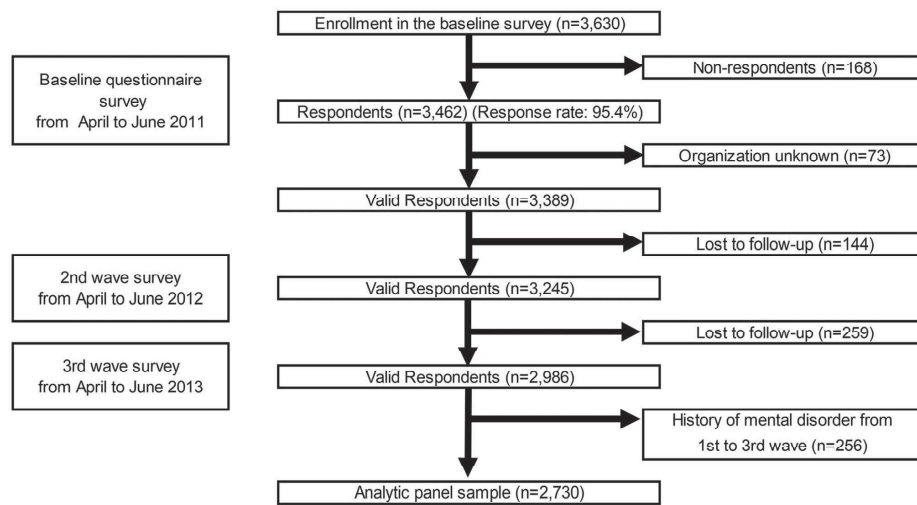 Enrollment in the baseline survey (n=3,630)
Non-respondents (n=168)
Baseline questionnaire
survey
from April to June 2011
Respondents (n=3,462) (Response rate: 95.4%)
Organization unknown (n=73)
Valid Respondents (n=3,389)
Lost to follow-up (n=144)
2nd wave survey
from April to June 2012
Valid Respondents (n=3,245)
Lost to follow-up (n=259)
3rd wave survey
from April to June 2013
Valid Respondents (n=2,986)
History of mental disorder from
1st to 3rd wave (n=256)
Analytic panel sample (n=2,730)